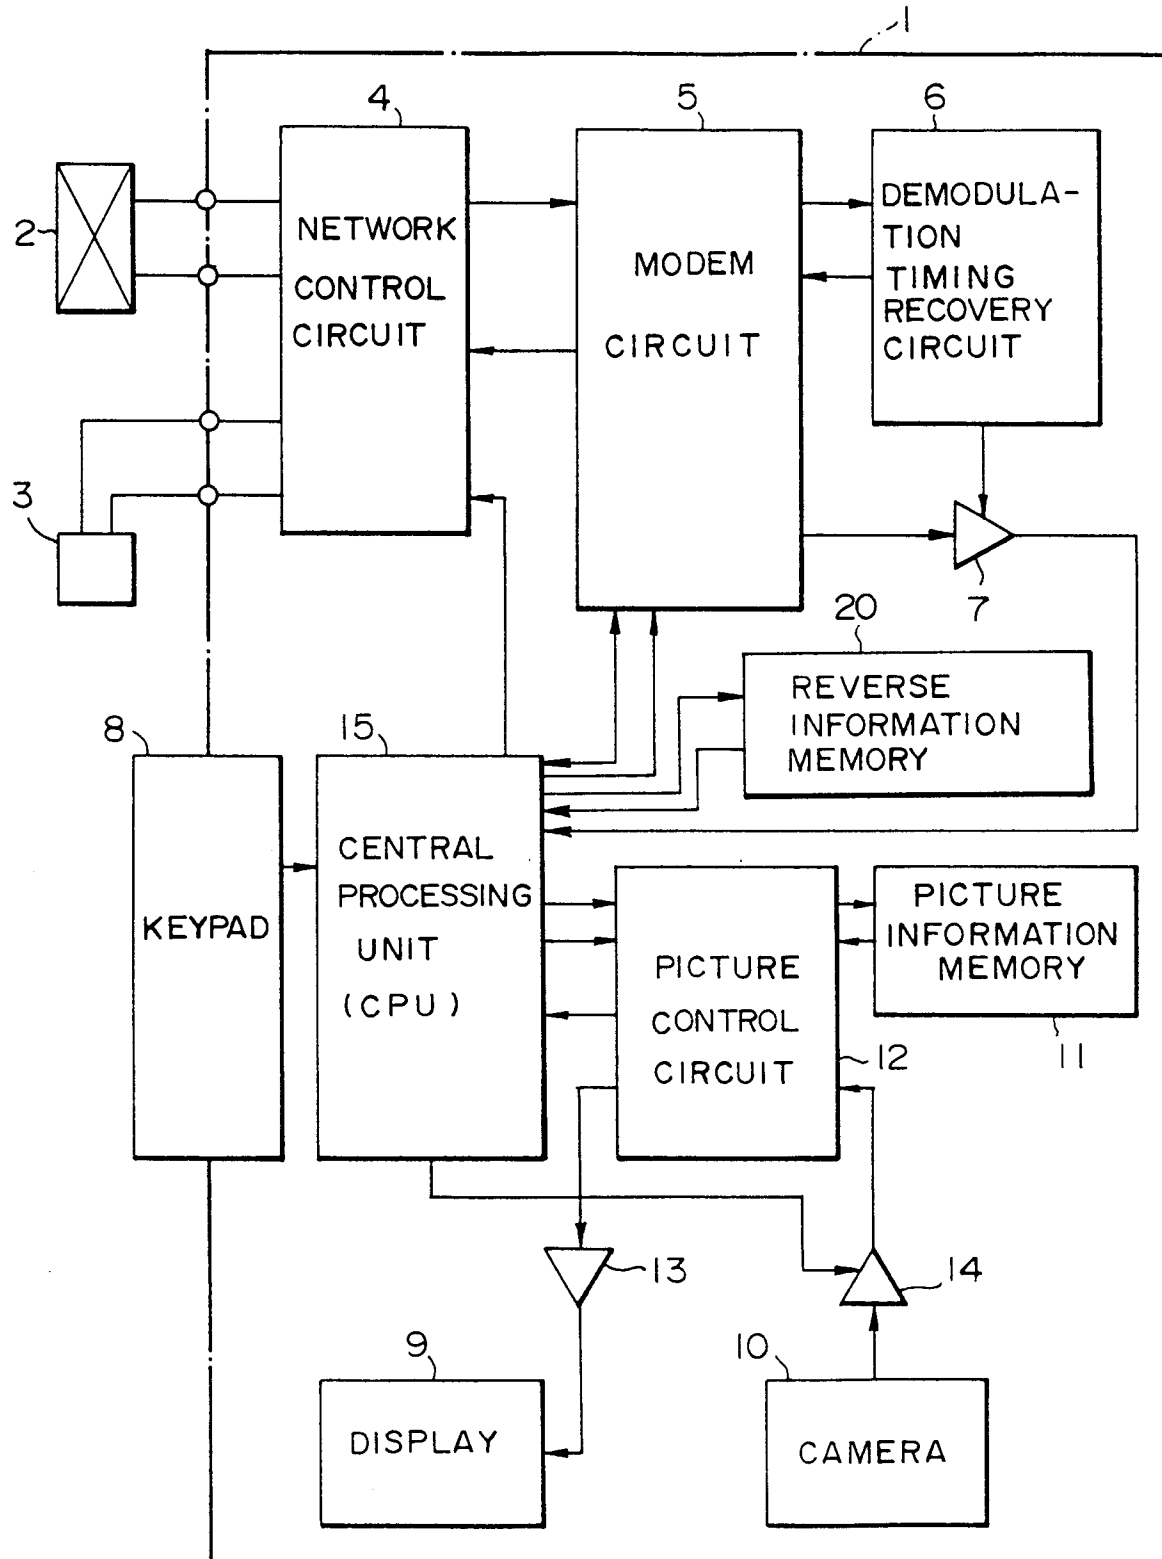 1
4
5
6
2
NETWORK
CONTROL
CIRCUIT
MODEM
CIRCUIT
DEMODULA-
TION
TIMING
RECOVERY
CIRCUIT
3
7
20
REVERSE
INFORMATION
MEMORY
8
15
KEYPAD
CENTRAL
PROCESSING
UNIT
(CPU)
PICTURE
CONTROL
CIRCUIT
12
PICTURE
INFORMATION
MEMORY
11
13
14
9
DISPLAY
10
CAMERA